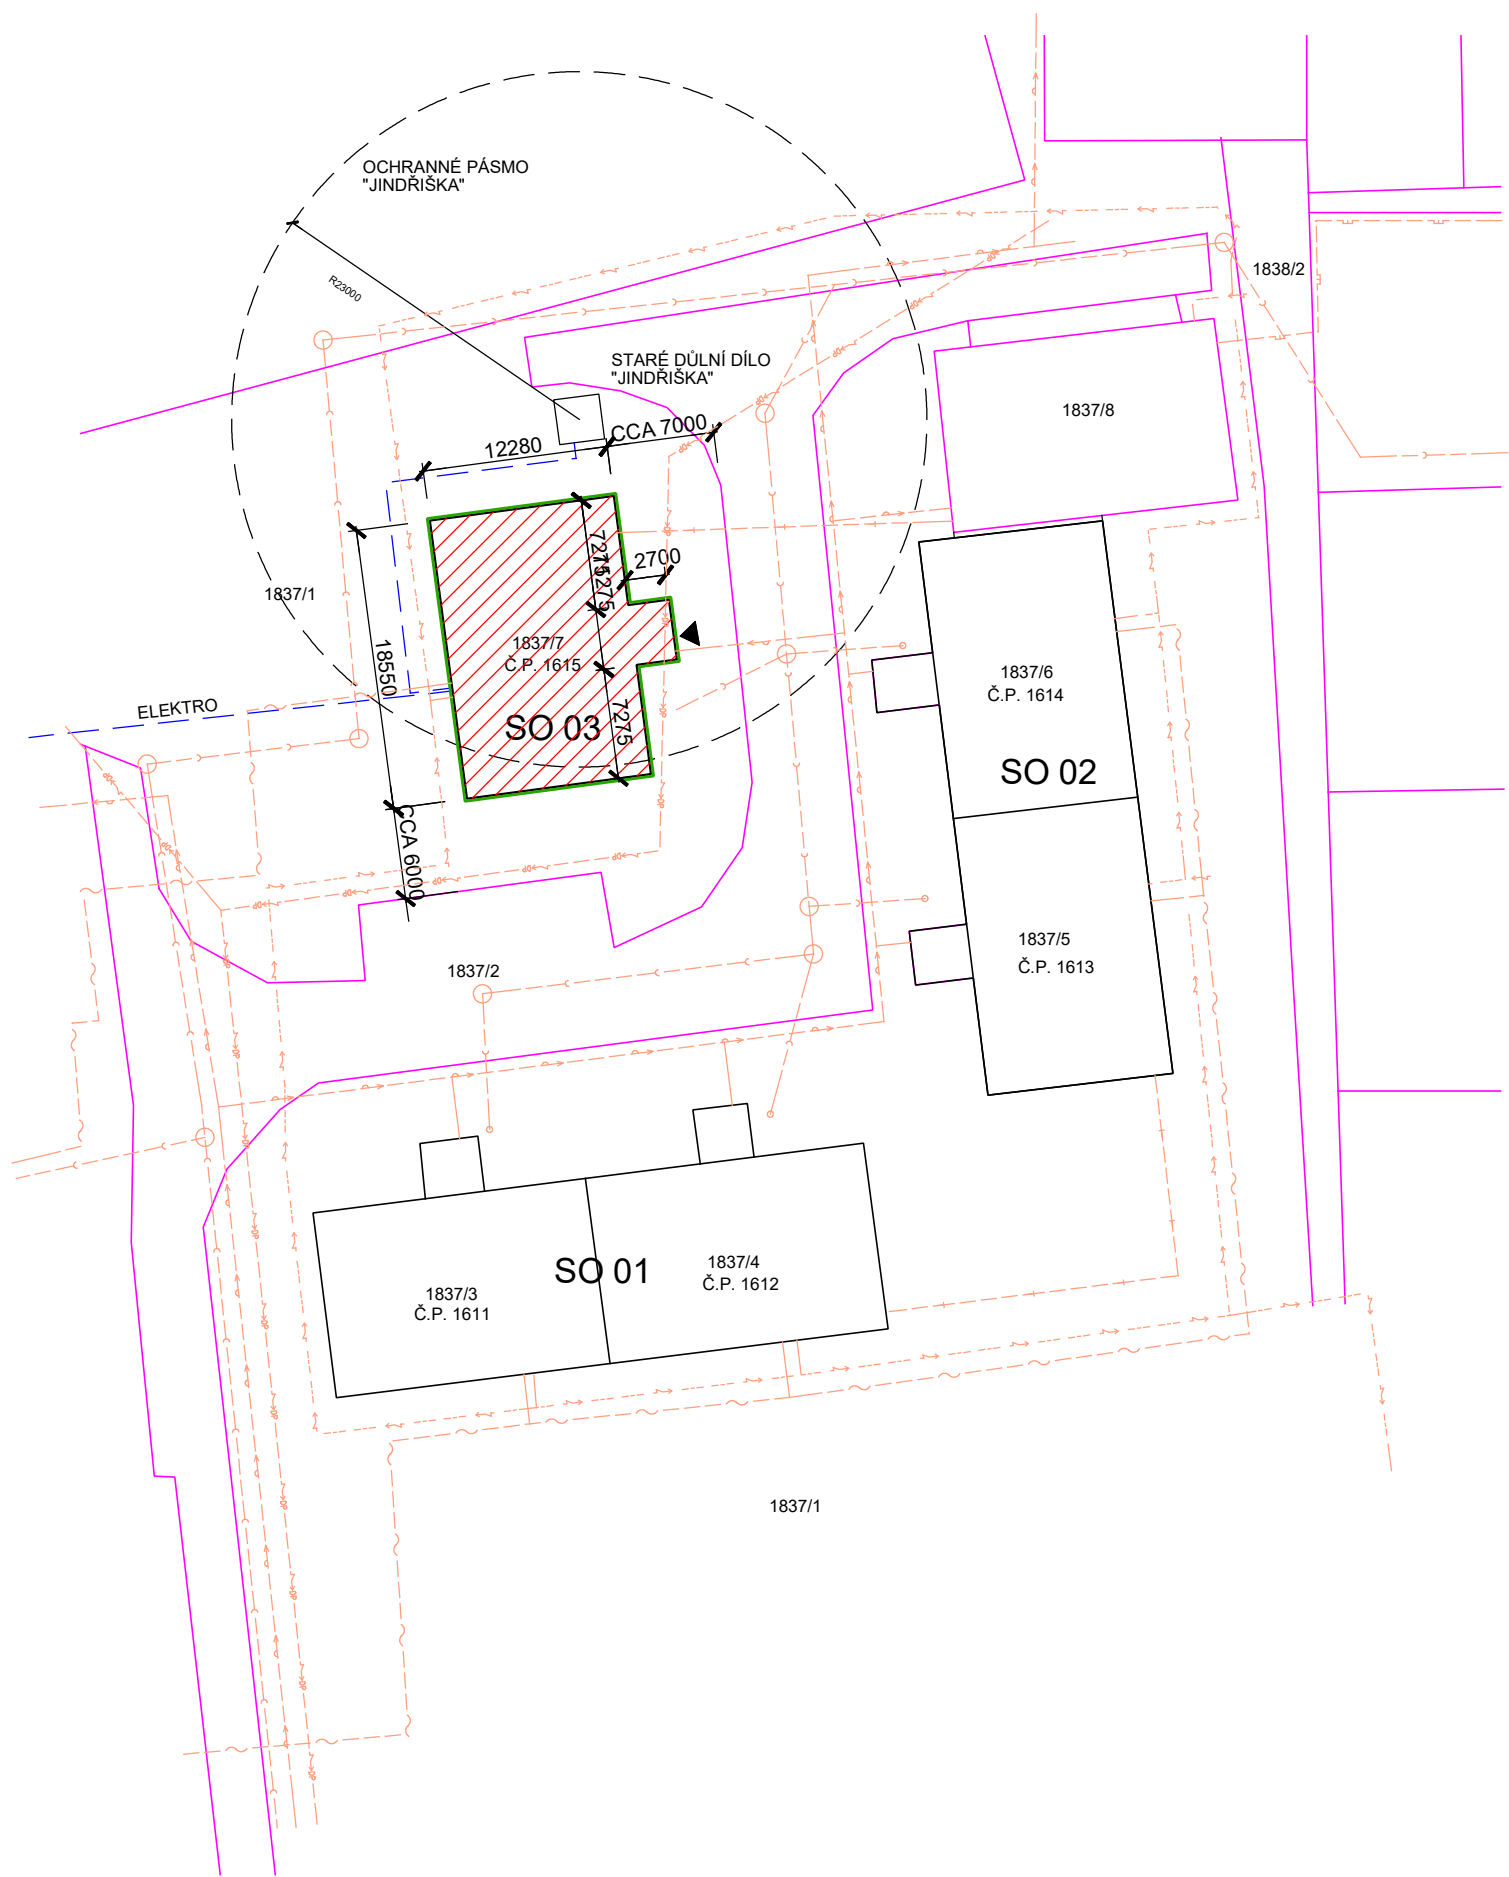 OCHRANNÉ PÁSMO
"JINDŘIŠKA"
R23000
1838/2
STARÉ DŮLNÍ DÍLO
"JINDŘIŠKA"
1837/8
CCA 7000
12280
7275
2700
4275
1837/1
1837/7
Č.P. 1615
18550
SO 03
7275
ELEKTRO
1837/6
Č.P. 1614
SO 02
CCA 6000
1837/5
Č.P. 1613
1837/2
SO 01
1837/4
Č.P. 1612
1837/3
Č.P. 1611
1837/1